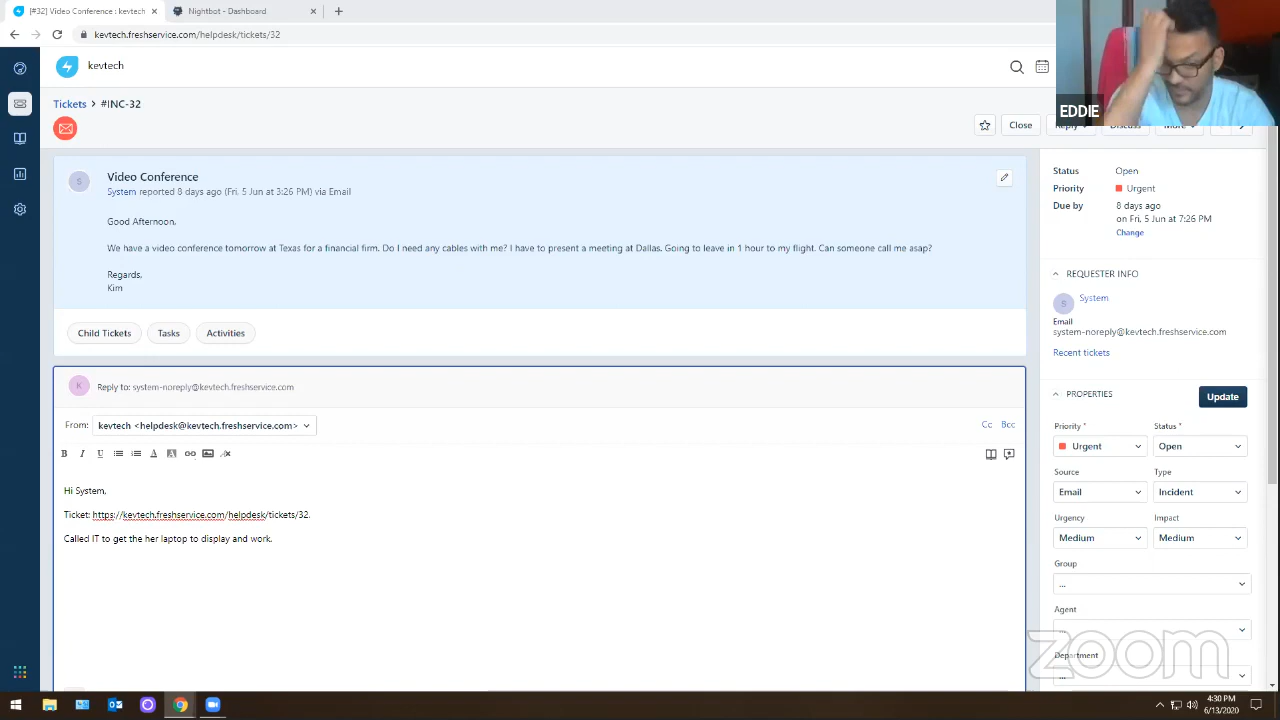 [#32] Video Conference : kevtech
Nightbot - Dashboard
kevtech.freshservice.com/helpdesk/tickets/32
kevtech
EDDIE
Tickets > #INC-32
Close
Reply
Discuss
More
Video Conference
System reported 8 days ago (Fri, 5 Jun at 3:26 PM) via Email
Good Afternoon,
We have a video conference tomorrow at Texas for a financial firm. Do I need any cables with me? I have to present a meeting at Dallas. Going to leave in 1 hour to my flight. Can someone call me asap?
Regards,
Kim
Child Tickets
Tasks
Activities
K
Reply to: system-noreply@kevtech.freshservice.com
From: kevtech <helpdesk@kevtech.freshservice.com>
Cc
Bcc
B I U A A
Hi System,
Ticket: https://kevtech.freshservice.com/helpdesk/tickets/32.
Called IT to get the her laptop to display and work.
Status Open
Priority Urgent
Due by 8 days ago
on Fri, 5 Jun at 7:26 PM
Change
REQUESTER INFO
S
System
Email
system-noreply@kevtech.freshservice.com
Recent tickets
PROPERTIES
Update
Priority * Status *
Urgent Open
Source Type
Email Incident
Urgency Impact
Medium Medium
Group
...
Agent
...
Department
...
zoom
4:30 PM
6/13/2020